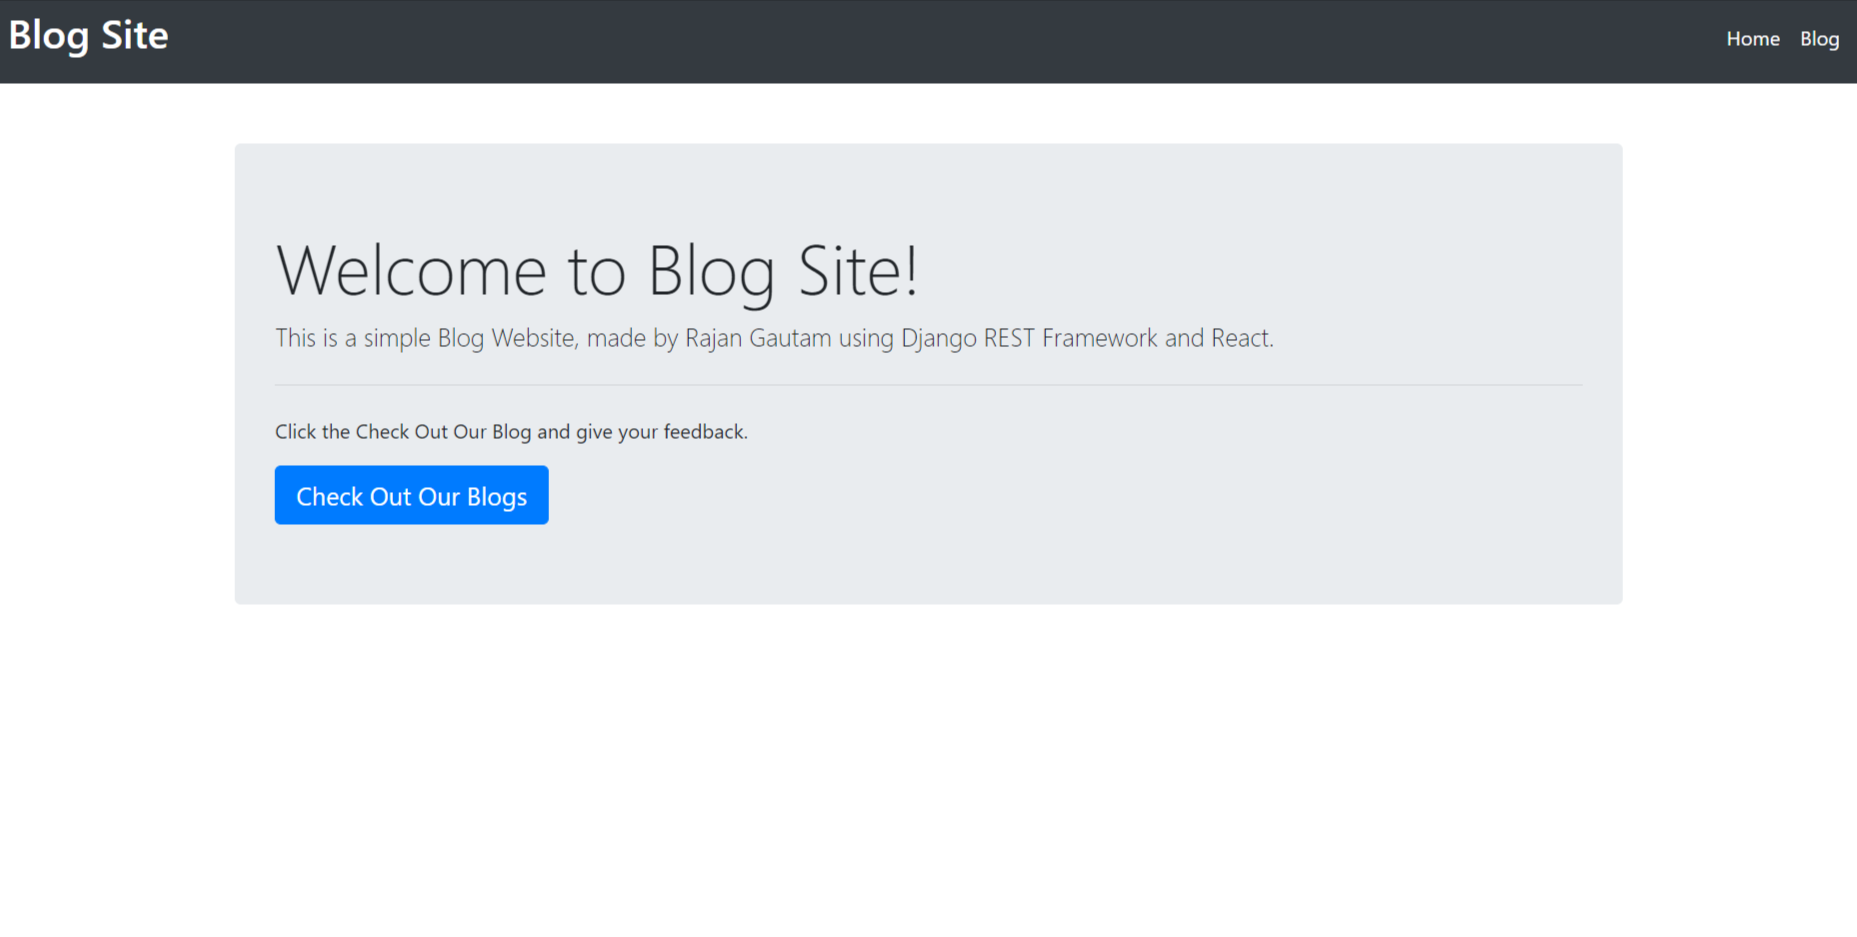 Blog Site
Home Blog
Welcome to Blog Site!
This is a simple Blog Website, made by Rajan Gautam using Django REST Framework and React.
Click the Check Out Our Blog and give your feedback.
Check Out Our Blogs